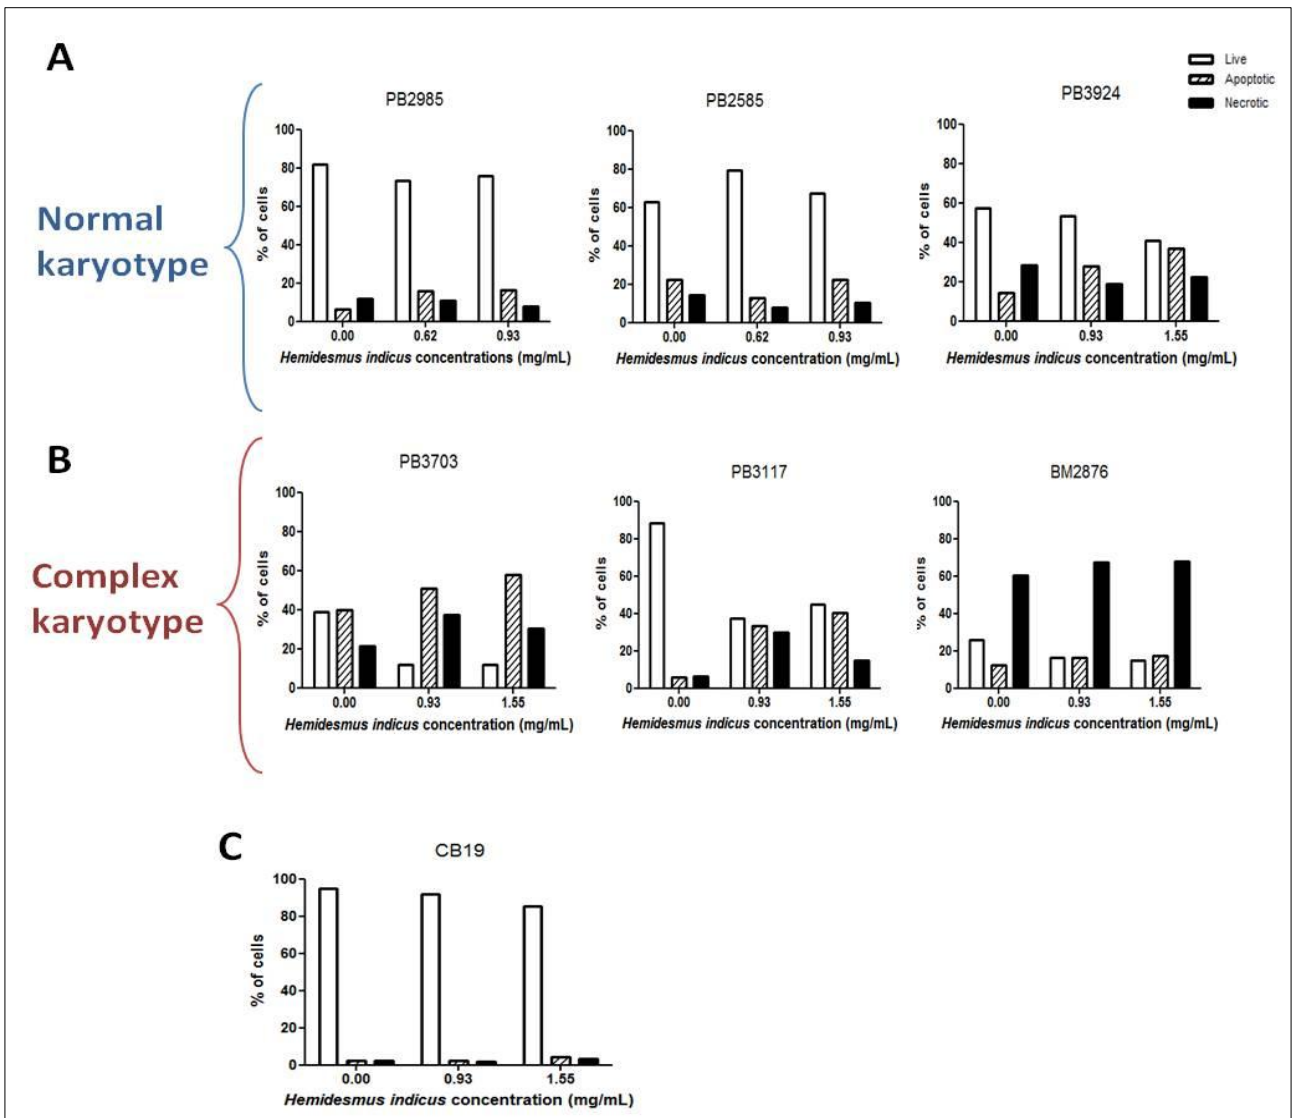 A
Live
Apoptotic
Necrotic
Normal
karyotype
PB2985
% of cells
100
80
60
40
20
0
0.00 0.62 0.93
Hemidesmus indicus concentrations (mg/mL)
PB2585
% of cells
100
80
60
40
20
0
0.00 0.62 0.93
Hemidesmus indicus concentration (mg/mL)
PB3924
% of cells
100
80
60
40
20
0
0.00 0.93 1.55
Hemidesmus indicus concentration (mg/mL)
B
Complex
karyotype
PB3703
% of cells
100
80
60
40
20
0
0.00 0.93 1.55
Hemidesmus indicus concentration (mg/mL)
PB3117
% of cells
100
80
60
40
20
0
0.00 0.93 1.55
Hemidesmus indicus concentration (mg/mL)
BM2876
% of cells
100
80
60
40
20
0
0.00 0.93 1.55
Hemidesmus indicus concentration (mg/mL)
C
CB19
% of cells
100
80
60
40
20
0
0.00 0.93 1.55
Hemidesmus indicus concentration (mg/mL)